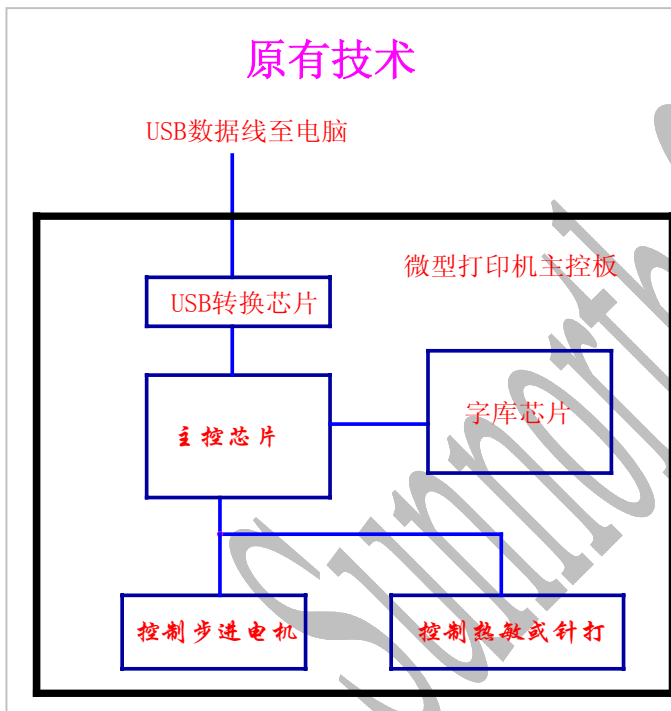 原有技术
USB数据线至电脑
微型打印机主控板
USB转换芯片
字库芯片
主控芯片
控制步进电机
控制热敏或针打
Sunnorth